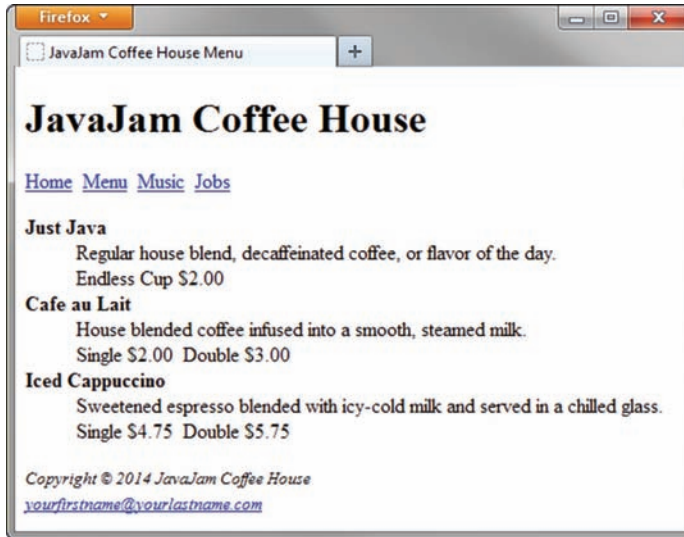 Firefox
JavaJam Coffee House Menu
JavaJam Coffee House
Home Menu Music Jobs
Just Java
Regular house blend, decaffeinated coffee, or flavor of the day.
Endless Cup $2.00
Cafe au Lait
House blended coffee infused into a smooth, steamed milk.
Single $2.00 Double $3.00
Iced Cappuccino
Sweetened espresso blended with icy-cold milk and served in a chilled glass.
Single $4.75 Double $5.75
Copyright © 2014 JavaJam Coffee House
yourfirstname@yourlastname.com